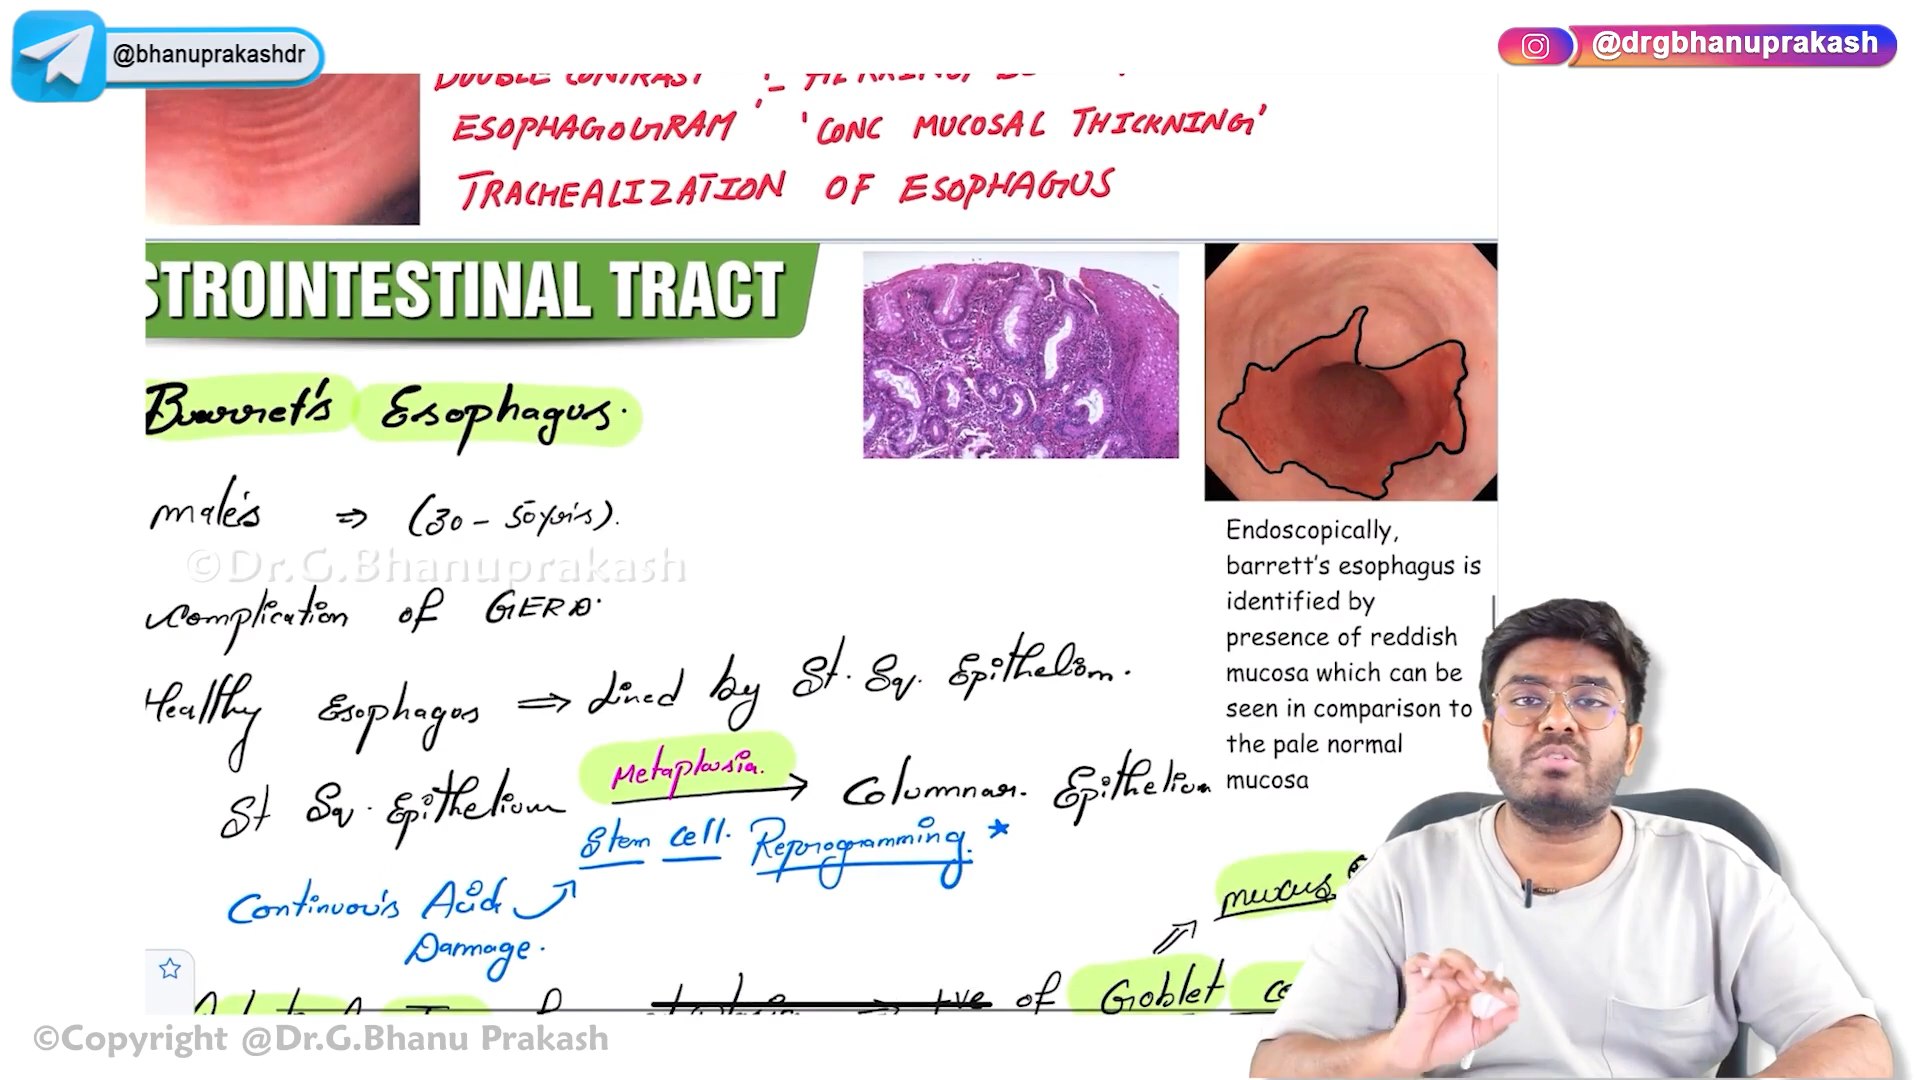 @bhanuprakashdr
@drgbhanuprakash
DOUBLE CONTRAST :-
ESOPHAGOGRAM 'CONC MUCOSAL THICKNING'
TRACHEALIZATION OF ESOPHAGUS
STROINTESTINAL TRACT
Barret's Esophagus.
males ⇒ (30 - 50yrs).
©Dr.G.Bhanuprakash
complication of GERD.
Healthy Esophagus ⇒ Lined by St. Sq. Epithelium.
St Sq. Epithelium Metaplasia. → Columnar. Epithelium
Stem cell. Reprogramming. *
Continuous Acid
Damage.
mucus
+ve of Goblet
Endoscopically,
barrett's esophagus is
identified by
presence of reddish
mucosa which can be
seen in comparison to
the pale normal
mucosa
©Copyright @Dr.G.Bhanu Prakash